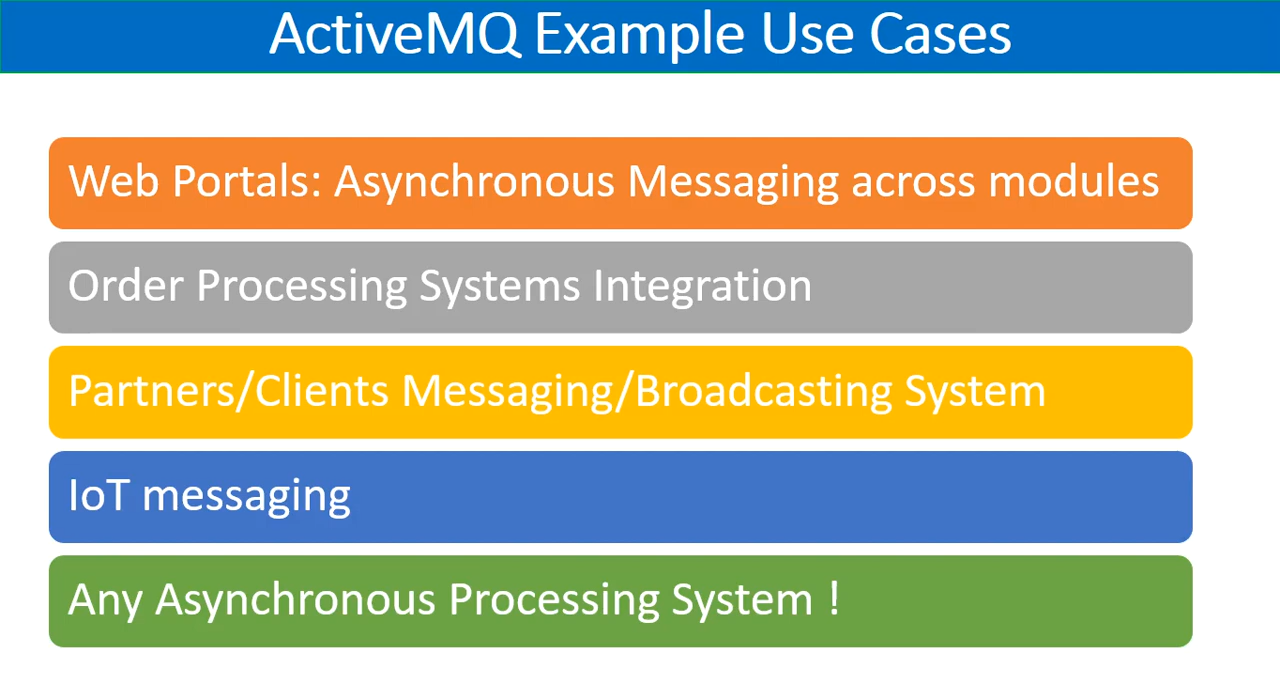 ActiveMQ Example Use Cases
Web Portals: Asynchronous Messaging across modules
Order Processing Systems Integration
Partners/Clients Messaging/Broadcasting System
IoT messaging
Any Asynchronous Processing System !